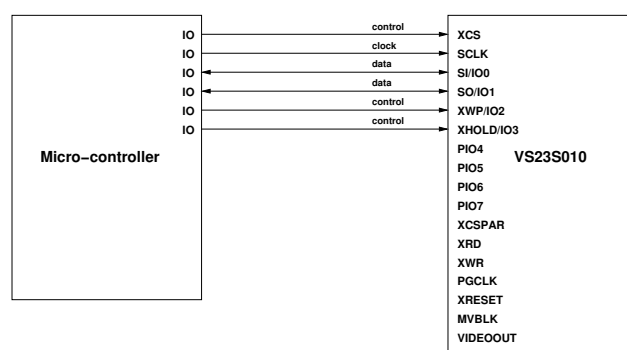 IO control XCS
IO clock SCLK
IO data SI/IO0
IO data SO/IO1
IO control XWP/IO2
IO control XHOLD/IO3
PIO4
Micro-controller VS23S010
PIO5
PIO6
PIO7
XCSPAR
XRD
XWR
PGCLK
XRESET
MVBLK
VIDEOOUT